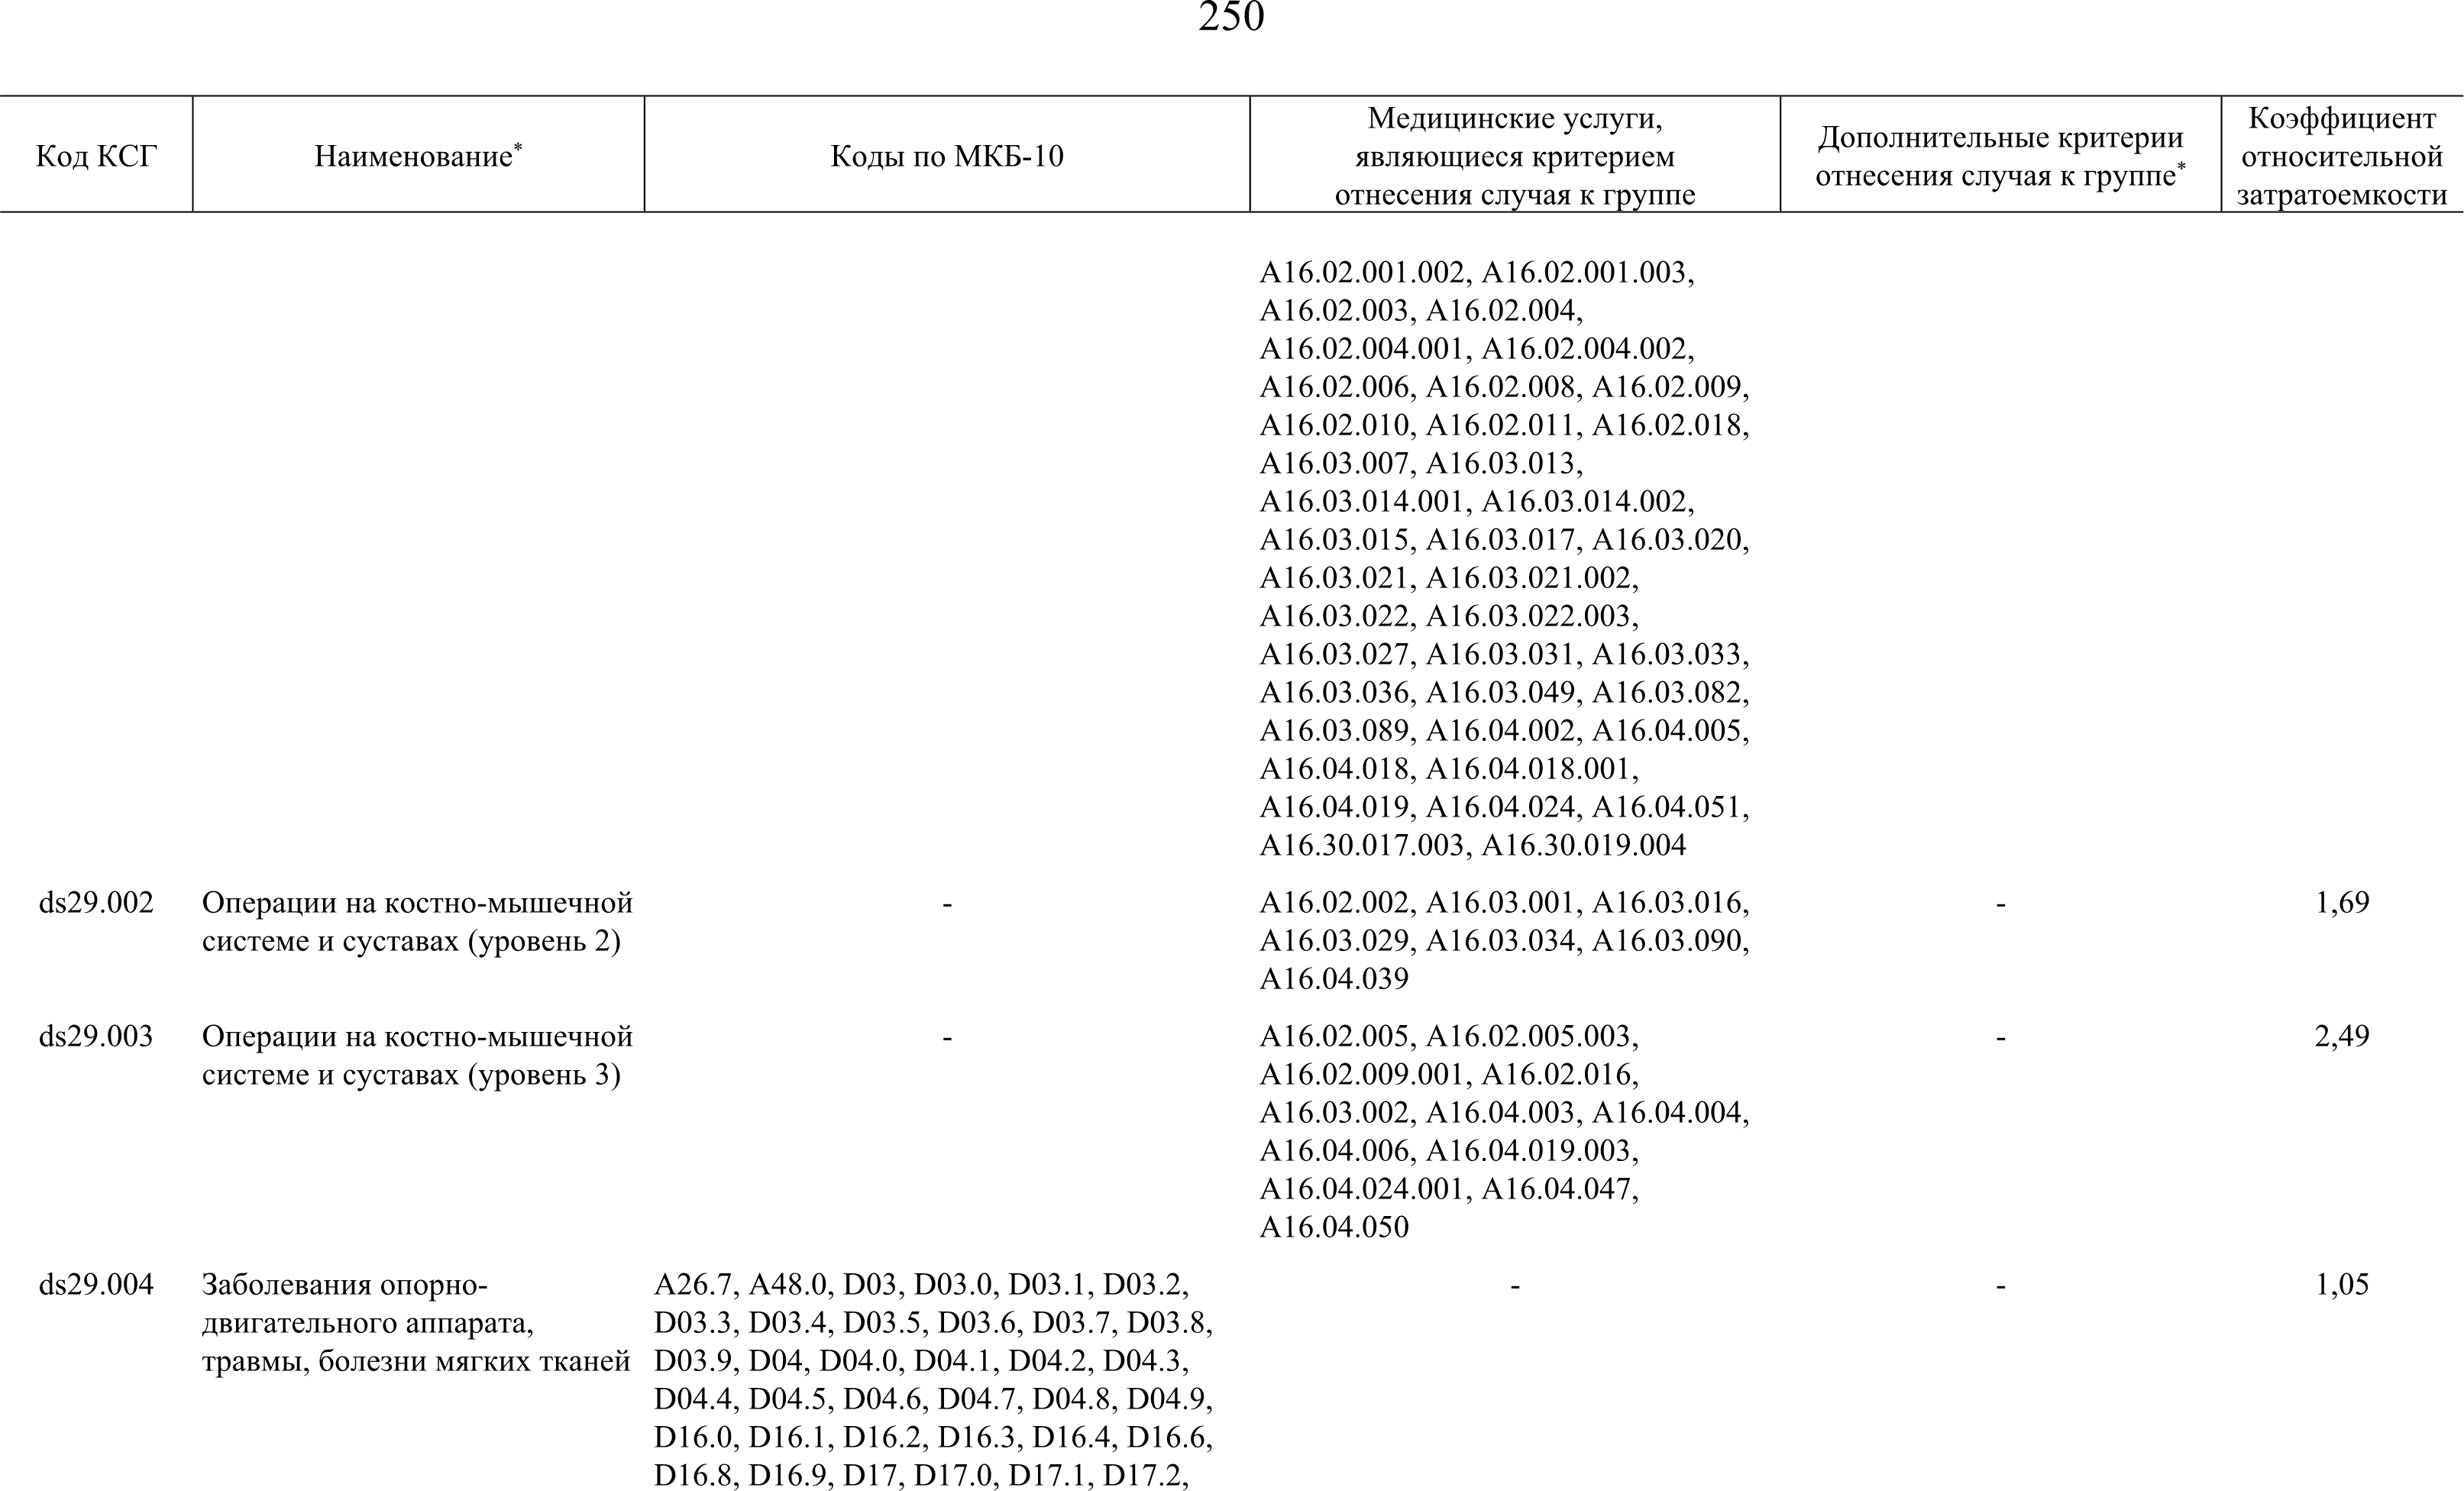 250
Код КСГ
Наименование*
Коды по МКБ-10
Медицинские услуги,
являющиеся критерием
отнесения случая к группе
Дополнительные критерии
отнесения случая к группе*
Коэффициент
относительной
затратоемкости
A16.02.001.002, A16.02.001.003,
A16.02.003, A16.02.004,
A16.02.004.001, A16.02.004.002,
A16.02.006, A16.02.008, A16.02.009,
A16.02.010, A16.02.011, A16.02.018,
A16.03.007, A16.03.013,
A16.03.014.001, A16.03.014.002,
A16.03.015, A16.03.017, A16.03.020,
A16.03.021, A16.03.021.002,
A16.03.022, A16.03.022.003,
A16.03.027, A16.03.031, A16.03.033,
A16.03.036, A16.03.049, A16.03.082,
A16.03.089, A16.04.002, A16.04.005,
A16.04.018, A16.04.018.001,
A16.04.019, A16.04.024, A16.04.051,
A16.30.017.003, A16.30.019.004
ds29.002
Операции на костно-мышечной
системе и суставах (уровень 2)
-
A16.02.002, A16.03.001, A16.03.016,
A16.03.029, A16.03.034, A16.03.090,
A16.04.039
-
1,69
ds29.003
Операции на костно-мышечной
системе и суставах (уровень 3)
-
A16.02.005, A16.02.005.003,
A16.02.009.001, A16.02.016,
A16.03.002, A16.04.003, A16.04.004,
A16.04.006, A16.04.019.003,
A16.04.024.001, A16.04.047,
A16.04.050
-
2,49
ds29.004
Заболевания опорно-
двигательного аппарата,
травмы, болезни мягких тканей
A26.7, A48.0, D03, D03.0, D03.1, D03.2,
D03.3, D03.4, D03.5, D03.6, D03.7, D03.8,
D03.9, D04, D04.0, D04.1, D04.2, D04.3,
D04.4, D04.5, D04.6, D04.7, D04.8, D04.9,
D16.0, D16.1, D16.2, D16.3, D16.4, D16.6,
D16.8, D16.9, D17, D17.0, D17.1, D17.2,
-
-
1,05